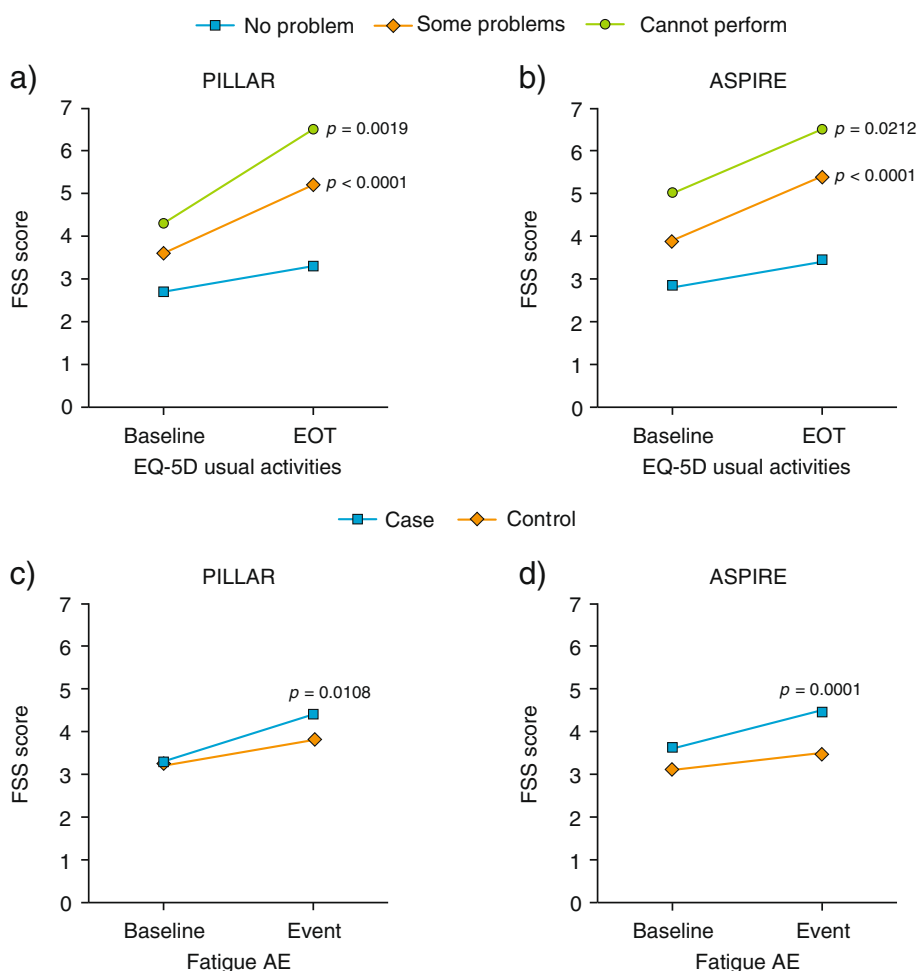 No problem Some problems Cannot perform
a) PILLAR
7
6
5
4
3
2
1
0
FSS score
p = 0.0019
p < 0.0001
Baseline EOT
EQ-5D usual activities
b) ASPIRE
7
6
5
4
3
2
1
0
FSS score
p = 0.0212
p < 0.0001
Baseline EOT
EQ-5D usual activities
Case Control
c) PILLAR
7
6
5
4
3
2
1
0
FSS score
p = 0.0108
Baseline Event
Fatigue AE
d) ASPIRE
7
6
5
4
3
2
1
0
FSS score
p = 0.0001
Baseline Event
Fatigue AE